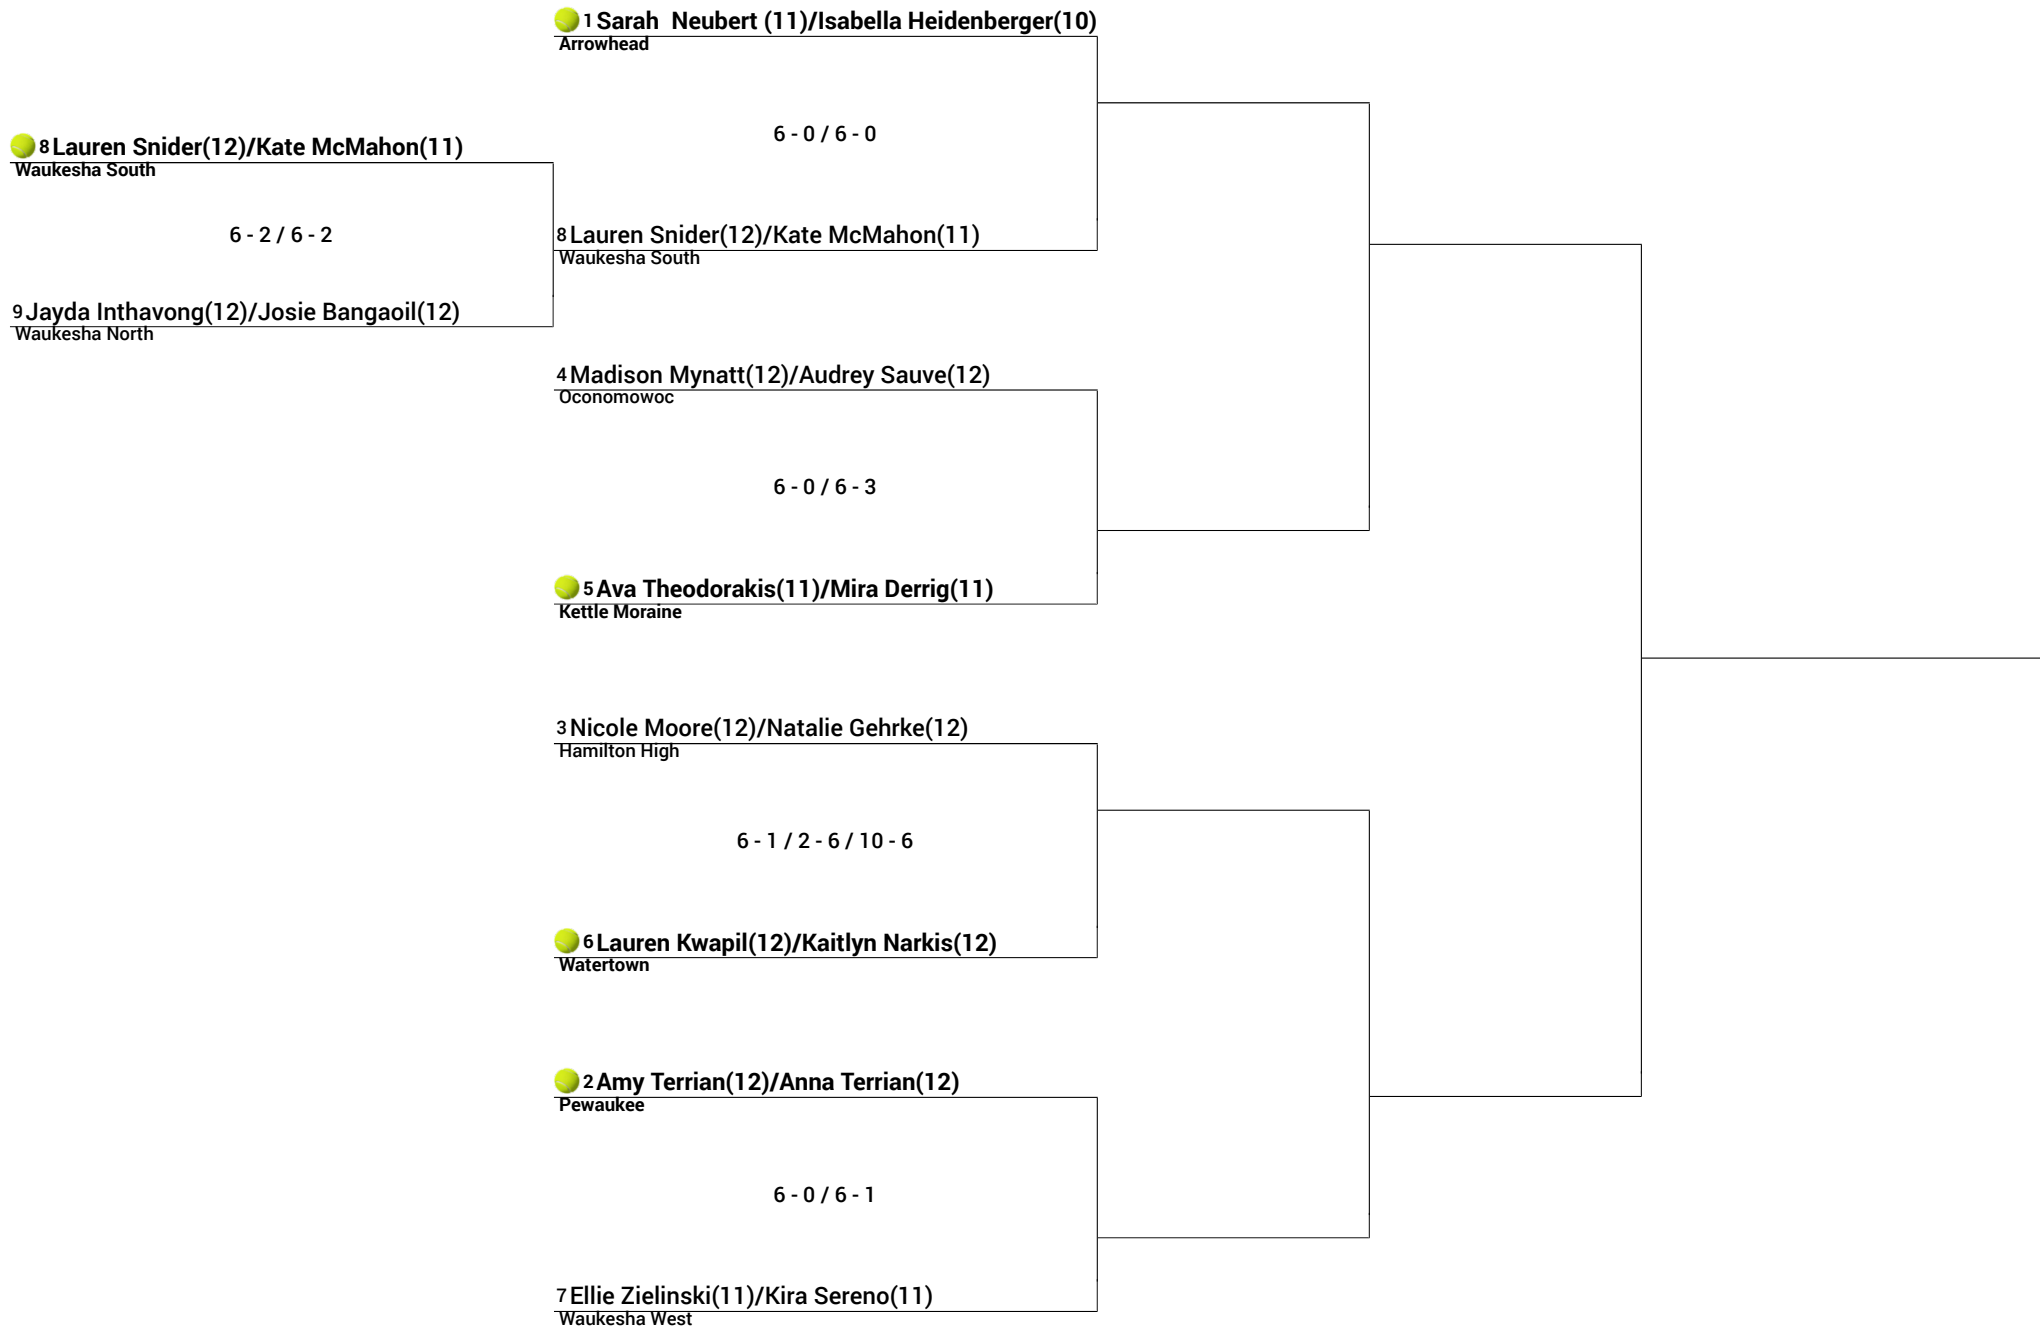 1 Sarah  Neubert (11)/Isabella Heidenberger(10)
Arrowhead
6 - 0 / 6 - 0
8 Lauren Snider(12)/Kate McMahon(11)
Waukesha South
6 - 2 / 6 - 2
8 Lauren Snider(12)/Kate McMahon(11)
Waukesha South
9 Jayda Inthavong(12)/Josie Bangaoil(12)
Waukesha North
4 Madison Mynatt(12)/Audrey Sauve(12)
Oconomowoc
6 - 0 / 6 - 3
5 Ava Theodorakis(11)/Mira Derrig(11)
Kettle Moraine
3 Nicole Moore(12)/Natalie Gehrke(12)
Hamilton High
6 - 1 / 2 - 6 / 10 - 6
6 Lauren Kwapil(12)/Kaitlyn Narkis(12)
Watertown
2 Amy Terrian(12)/Anna Terrian(12)
Pewaukee
6 - 0 / 6 - 1
7 Ellie Zielinski(11)/Kira Sereno(11)
Waukesha West